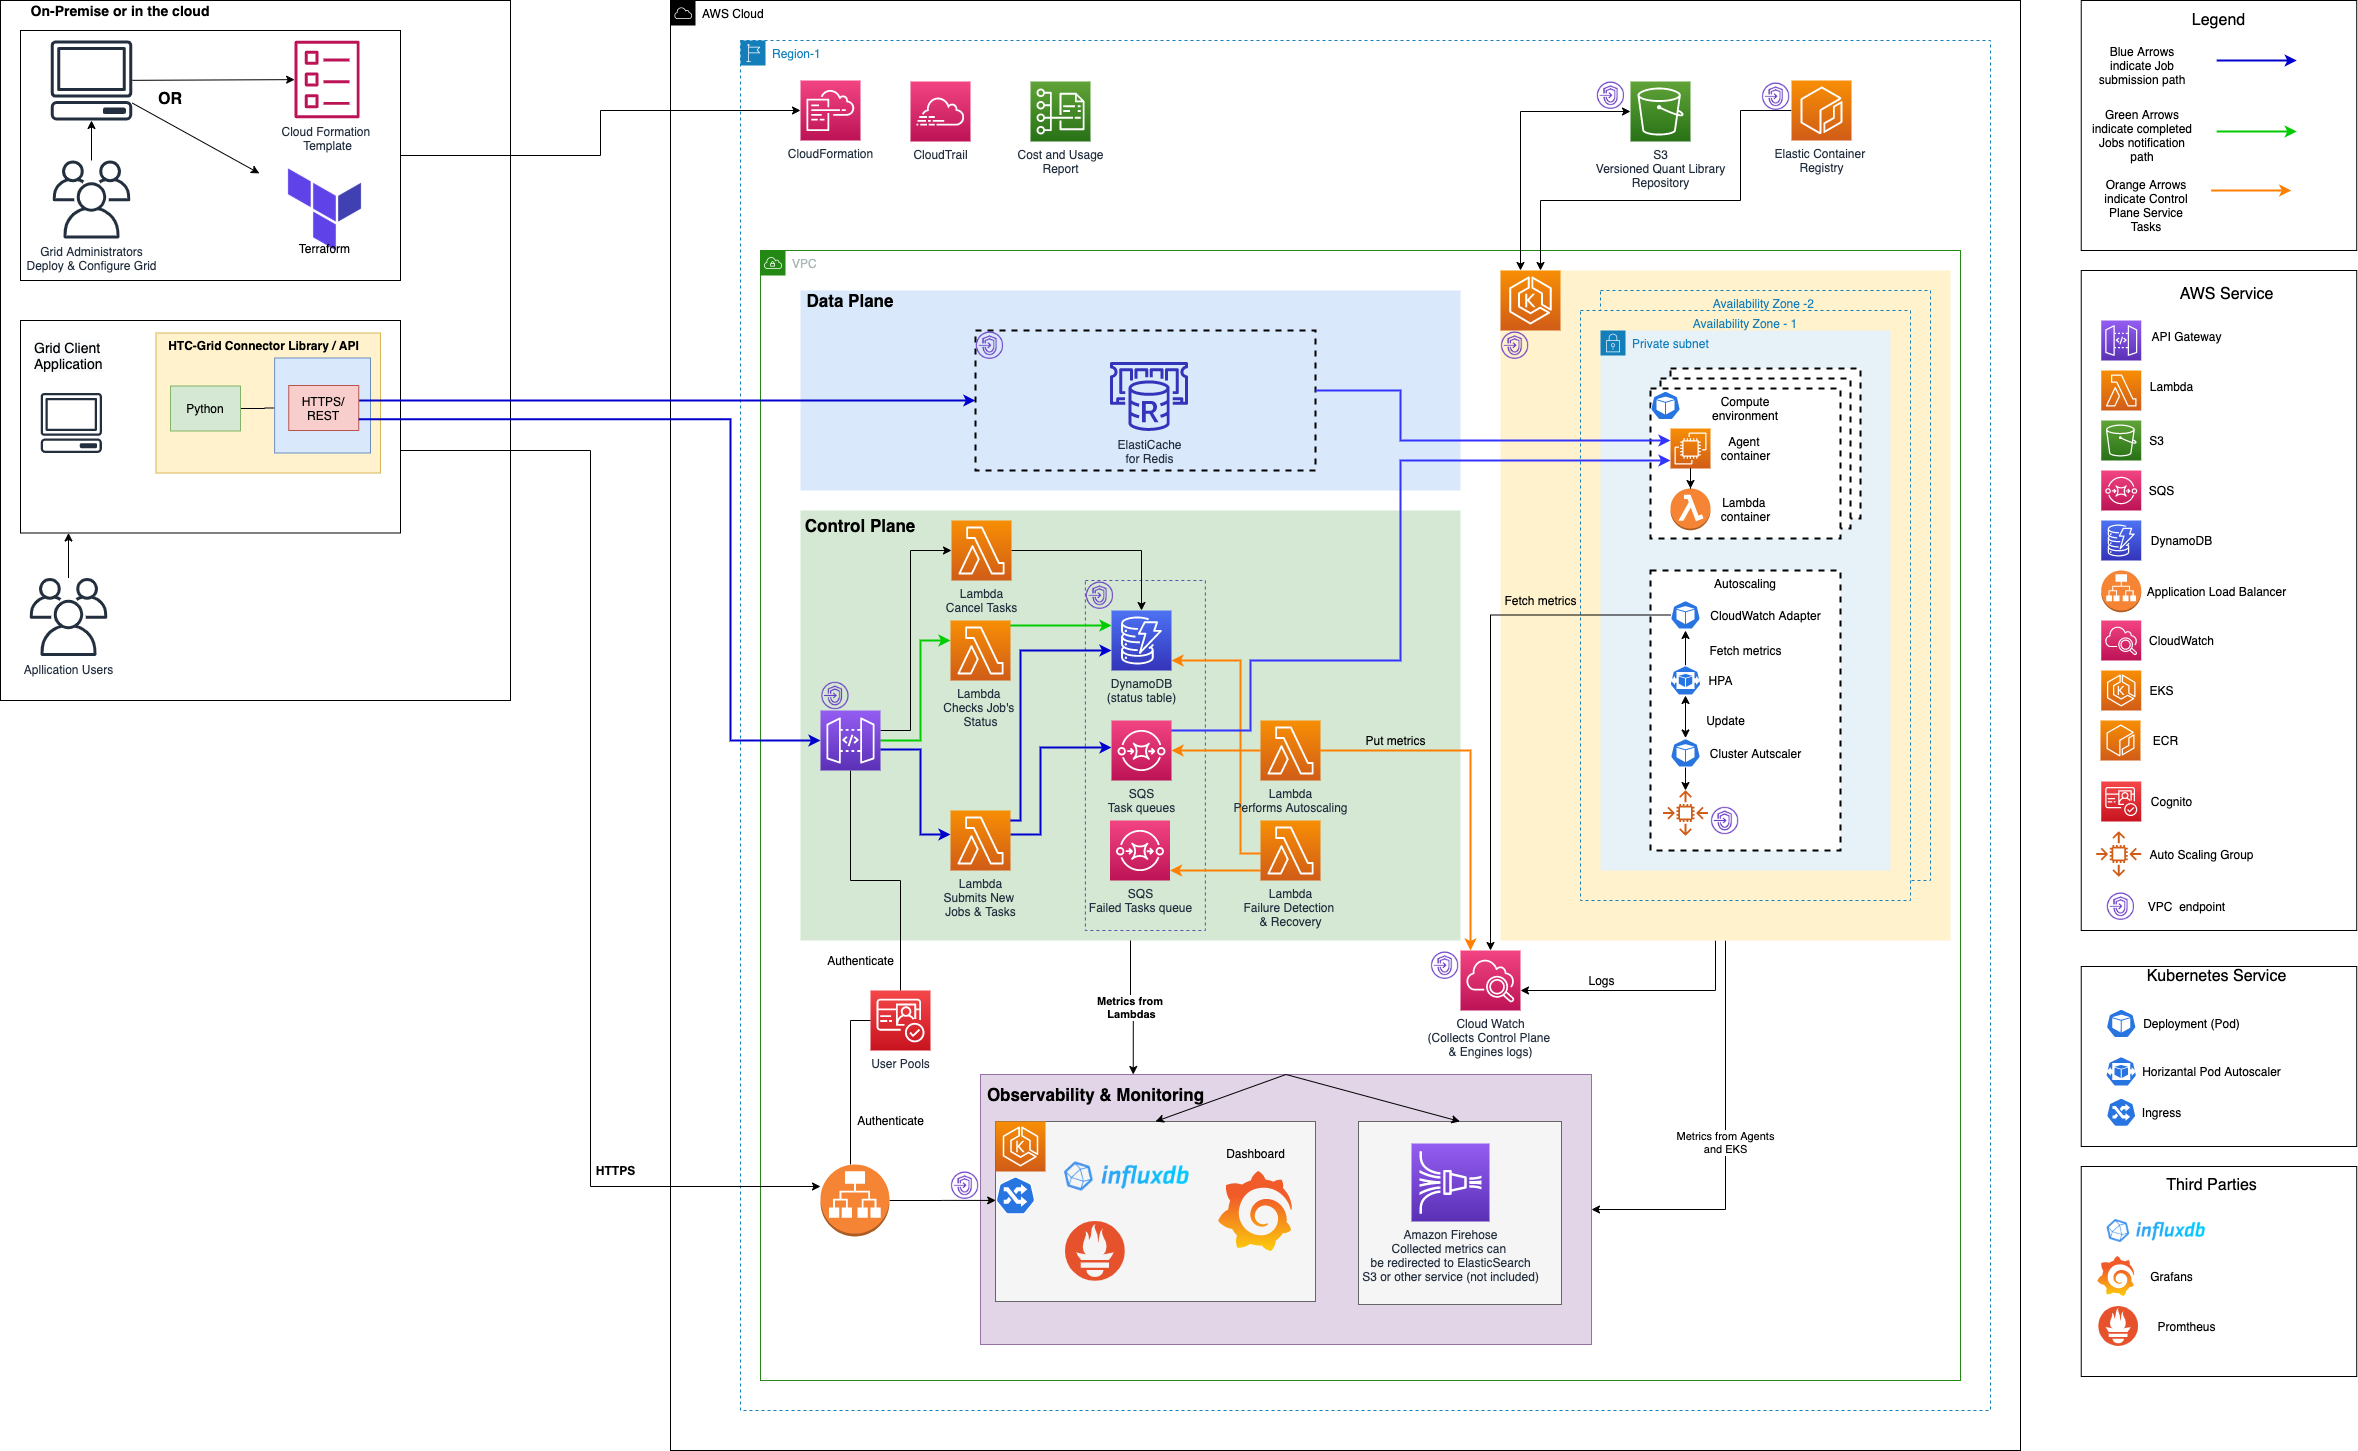 On-Premise or in the cloud
OR
Cloud Formation
Template
Terraform
Grid Administrators
Deploy & Configure Grid
Grid Client
Application
HTC-Grid Connector Library / API
Python
HTTPS/
REST
Apllication Users
HTTPS
AWS Cloud
Region-1
CloudFormation
CloudTrail
Cost and Usage
Report
S3
Versioned Quant Library
Repository
Elastic Container
Registry
VPC
Data Plane
R
ElastiCache
for Redis
Control Plane
Lambda
Cancel Tasks
Lambda
Checks Job's
Status
Lambda
Submits New
Jobs & Tasks
DynamoDB
(status table)
SQS
Task queues
SQS
Failed Tasks queue
Lambda
Performs Autoscaling
Lambda
Failure Detection
& Recovery
Put metrics
Fetch metrics
K
Availability Zone -2
Availability Zone - 1
Private subnet
Compute
environment
Agent
container
Lambda
container
Autoscaling
CloudWatch Adapter
Fetch metrics
HPA
Update
Cluster Autscaler
Authenticate
User Pools
Authenticate
Metrics from
Lambdas
Cloud Watch
(Collects Control Plane
& Engines logs)
Logs
Metrics from Agents
and EKS
Observability & Monitoring
K
influxdb
Dashboard
Amazon Firehose
Collected metrics can
be redirected to ElasticSearch
S3 or other service (not included)
Legend
Blue Arrows
indicate Job
submission path
Green Arrows
indicate completed
Jobs notification
path
Orange Arrows
indicate Control
Plane Service
Tasks
AWS Service
API Gateway
Lambda
S3
SQS
DynamoDB
Application Load Balancer
CloudWatch
EKS
ECR
Cognito
Auto Scaling Group
VPC endpoint
Kubernetes Service
Deployment (Pod)
Horizantal Pod Autoscaler
Ingress
Third Parties
influxdb
Grafans
Promtheus